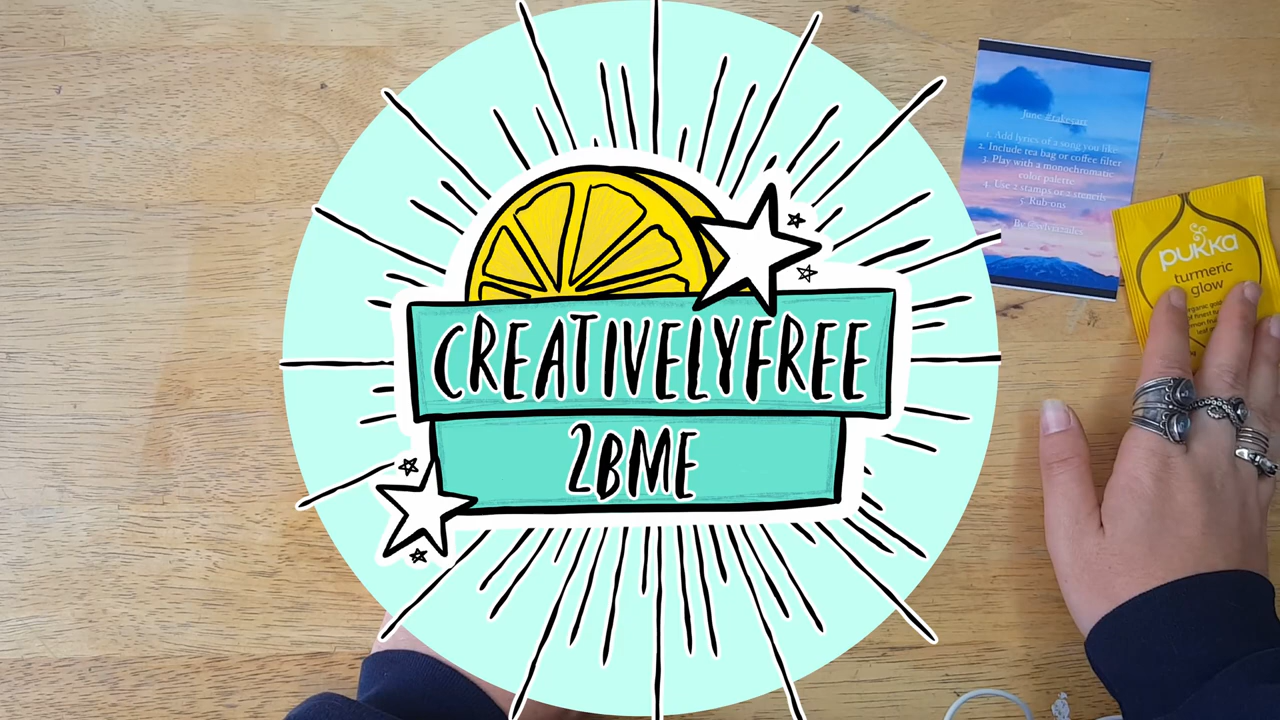 CREATIVELYFREE
2BME
1. Add lyrics of a song you like
2. Include tea bag or coffee filter
3. Play with a monochromatic
color palette
4. Use 2 stamps or 2 stencils
5. Rub-ons
pukka
turmeric
glow